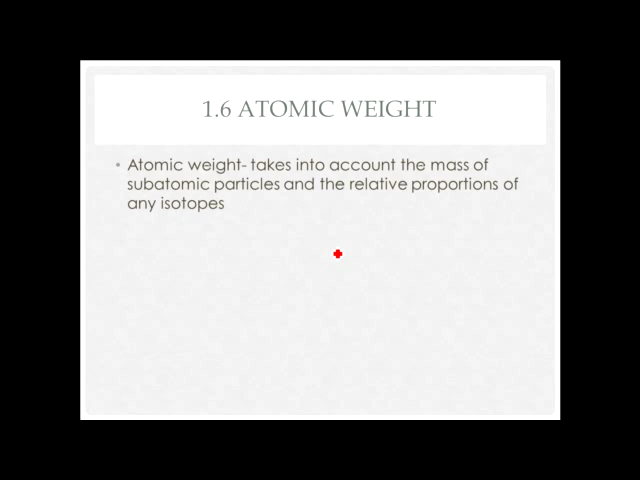 1.6 ATOMIC WEIGHT
• Atomic weight- takes into account the mass of
subatomic particles and the relative proportions of
any isotopes